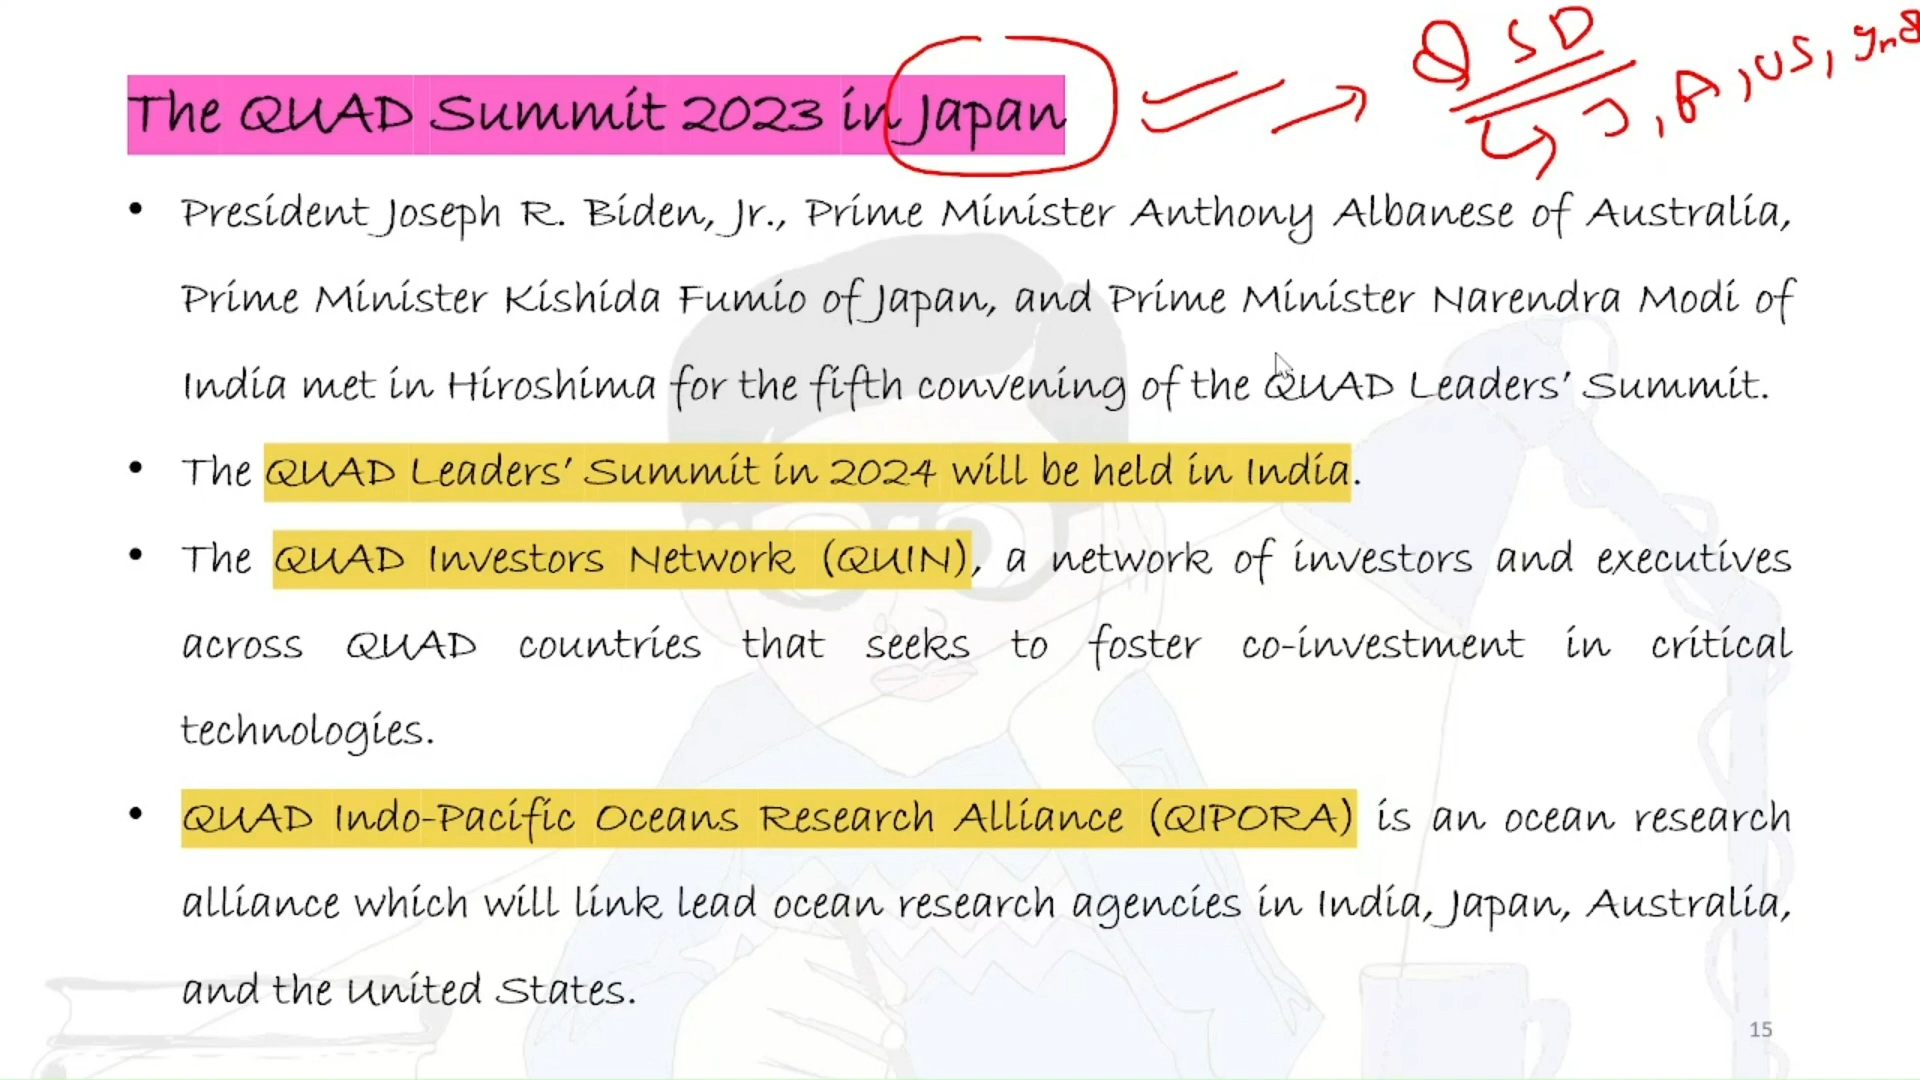 The QUAD Summit 2023 in Japan
Q S D
J, A, US, Ind
• President Joseph R. Biden, Jr., Prime Minister Anthony Albanese of Australia,
Prime Minister Kishida Fumio of Japan, and Prime Minister Narendra Modi of
India met in Hiroshima for the fifth convening of the QUAD Leaders’ Summit.
• The QUAD Leaders’ Summit in 2024 will be held in India.
• The QUAD Investors Network (QUIN), a network of investors and executives
across QUAD countries that seeks to foster co-investment in critical
technologies.
• QUAD Indo-Pacific Oceans Research Alliance (QIPORA) is an ocean research
alliance which will link lead ocean research agencies in India, Japan, Australia,
and the United States.
15